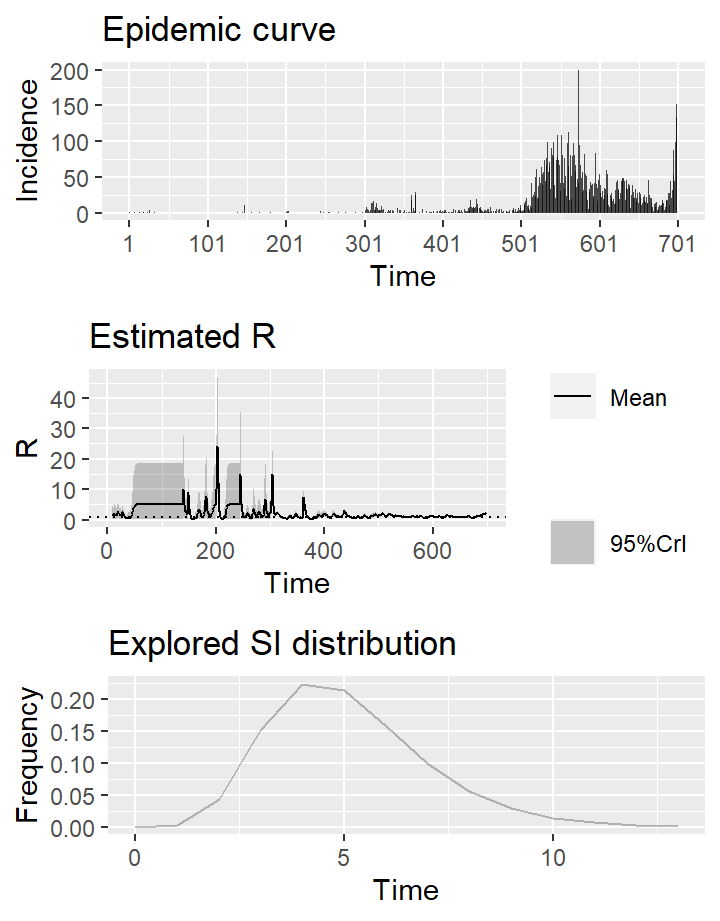 Epidemic curve
200
150
100
50
0
Incidence
1 101 201 301 401 501 601 701
Time
Estimated R
40
30
20
10
0
R
0 200 400 600
Time
Mean
95%CrI
Explored SI distribution
0.20
0.15
0.10
0.05
0.00
Frequency
0 5 10
Time